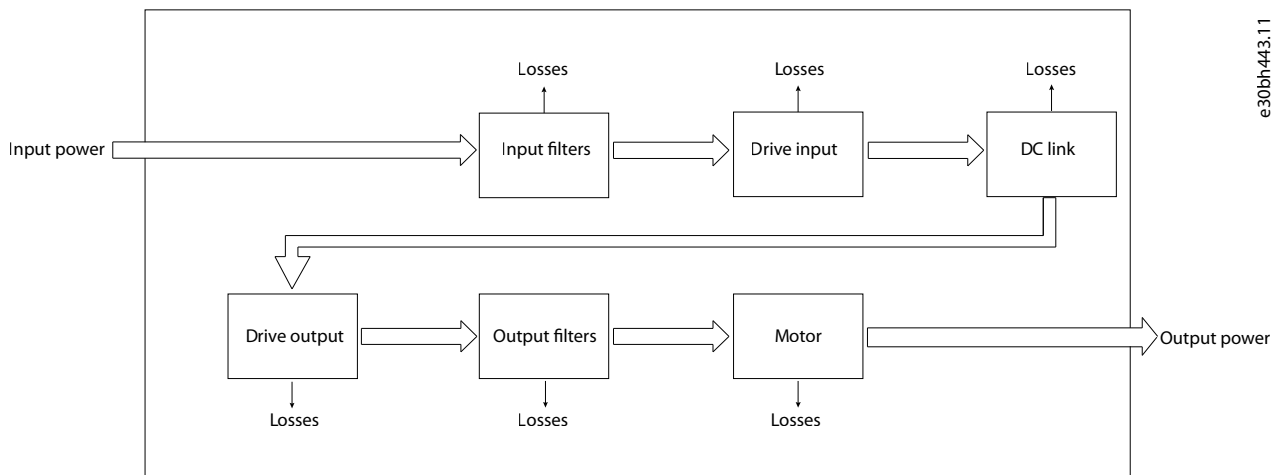 e30bh443.11
Losses
Losses
Losses
Input power
Input filters
Drive input
DC link
Drive output
Output filters
Motor
Output power
Losses
Losses
Losses